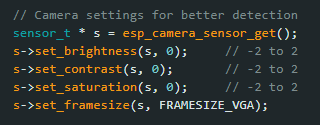 // Camera settings for better detection
sensor_t * s = esp_camera_sensor_get();
s->set_brightness(s, 0);     // -2 to 2
s->set_contrast(s, 0);       // -2 to 2
s->set_saturation(s, 0);     // -2 to 2
s->set_framesize(s, FRAMESIZE_VGA);